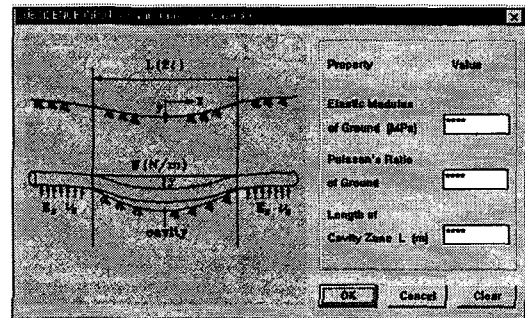 L(2l)
x
y
W(N/m)
y
cavity
Property Value
Elastic Modulus
of Ground (MPa)
****
Poisson's Ratio
of Ground
****
Length of
Cavity Zone L (m)
****
OK Cancel Clear